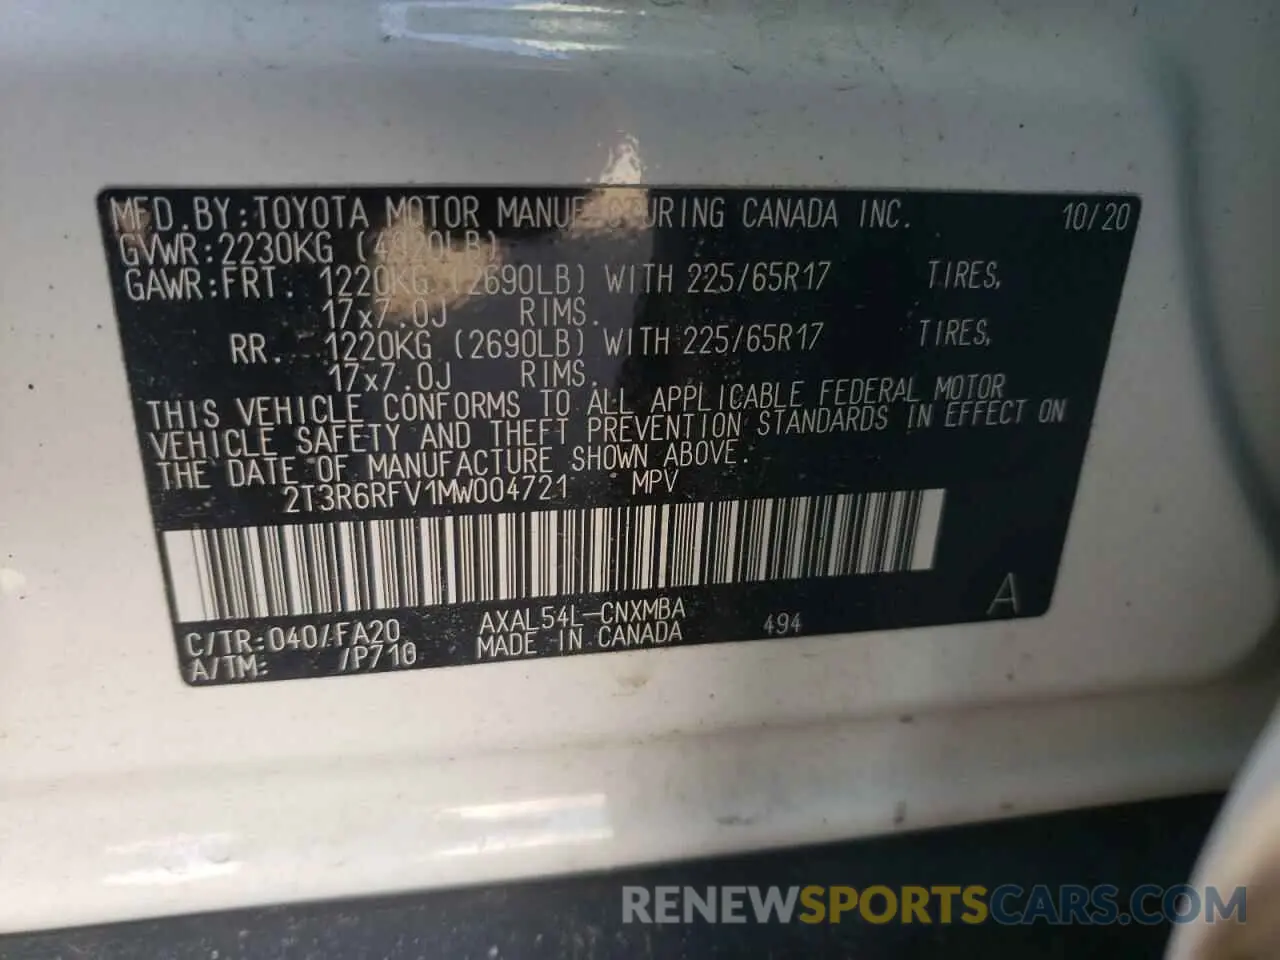 MFD.BY:TOYOTA MOTOR MANUFACTURING CANADA INC. 10/20
GVWR:2230KG (4920LB)
GAWR:FRT. 1220KG (2690LB) WITH 225/65R17 TIRES,
17x7.0J RIMS.
RR. 1220KG (2690LB) WITH 225/65R17 TIRES,
17x7.0J RIMS.
THIS VEHICLE CONFORMS TO ALL APPLICABLE FEDERAL MOTOR
VEHICLE SAFETY AND THEFT PREVENTION STANDARDS IN EFFECT ON
THE DATE OF MANUFACTURE SHOWN ABOVE.
2T3R6RFV1MW004721 MPV
C/TR:040/FA20 AXAL54L-CNXMBA 494 A
A/TM: /P710 MADE IN CANADA
RENEWSPORTSCARS.COM